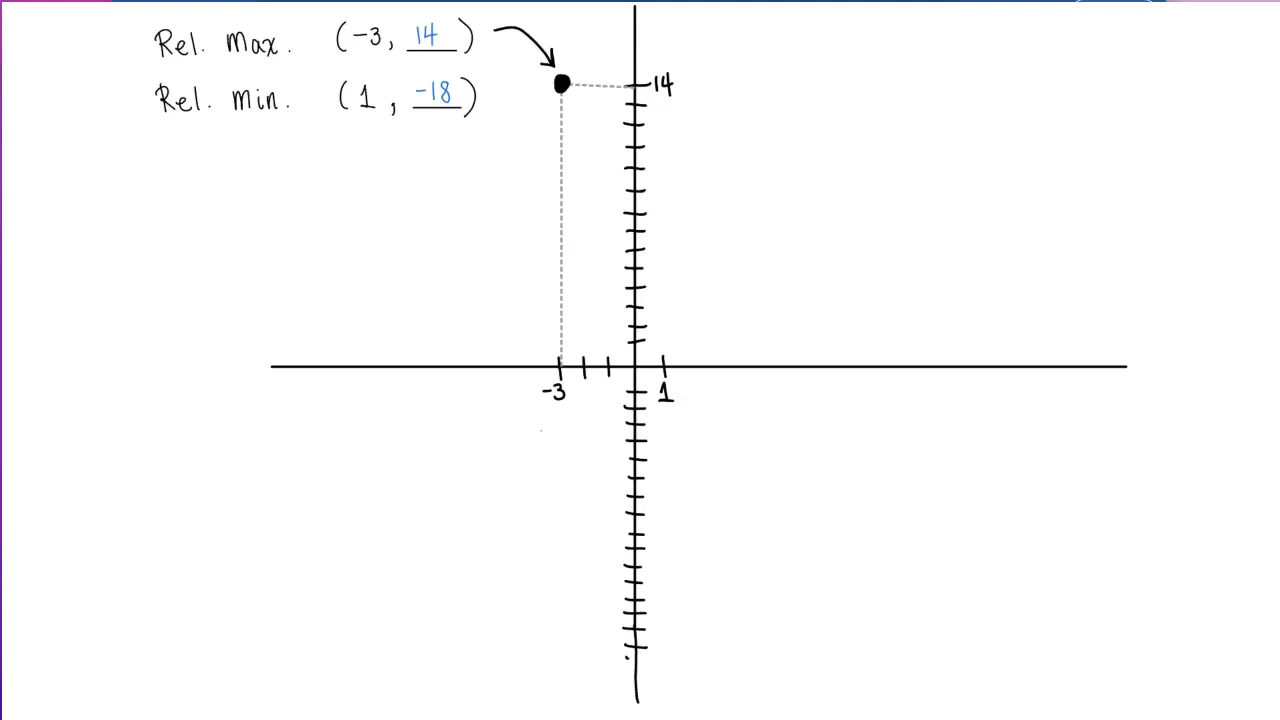 Rel. max. (-3, 14)
Rel. min. (1, -18)
14
-3
1